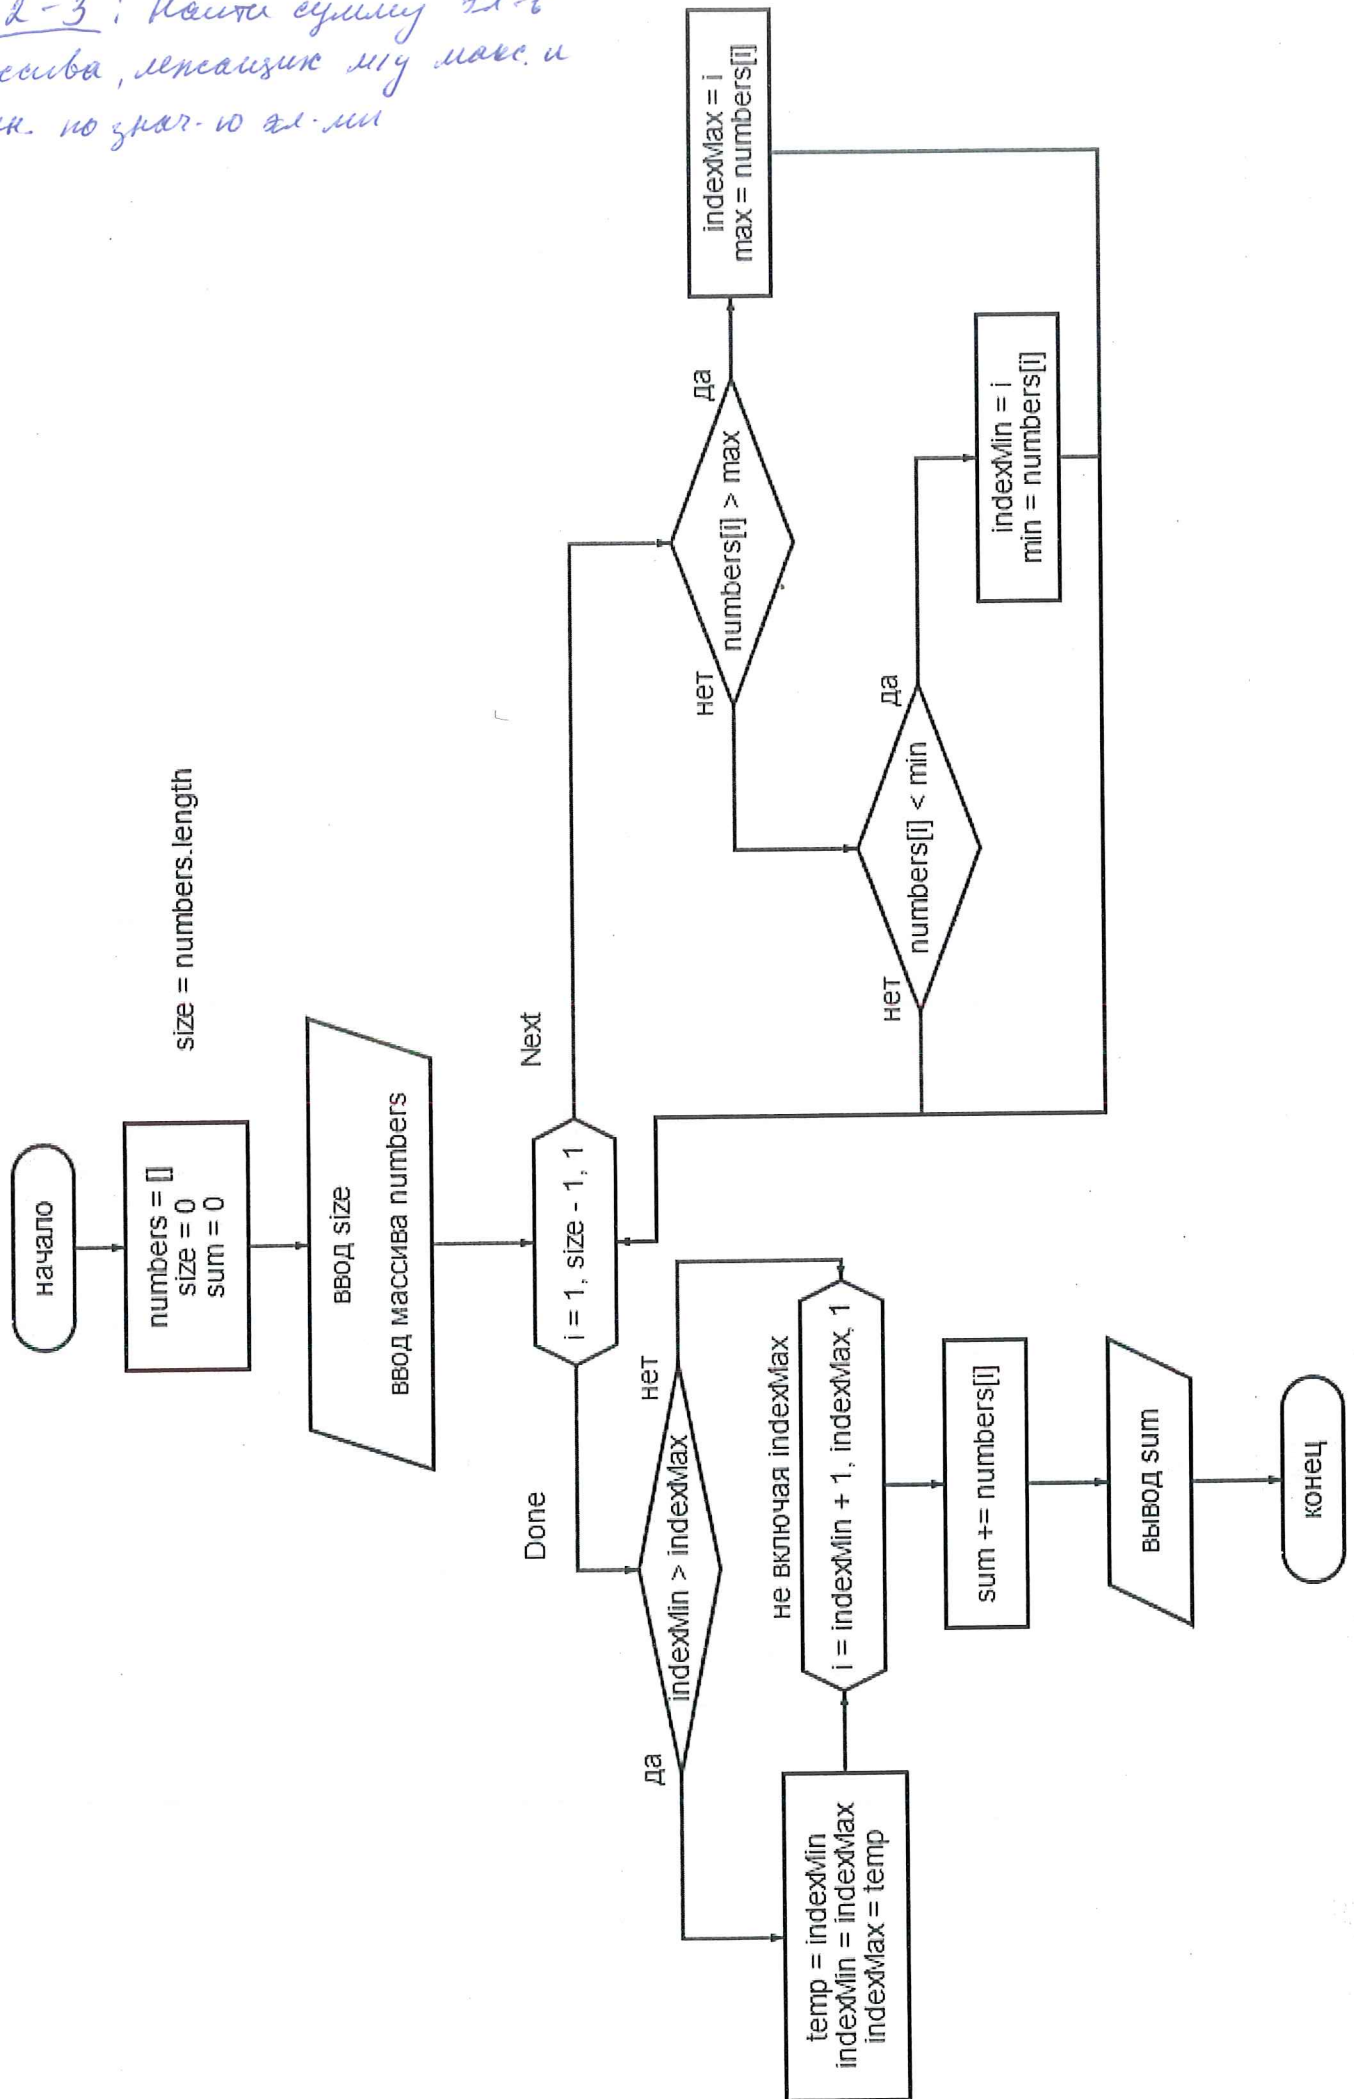 2-3: Найти сумму эл-в
ссива, лежащих м/у макс. и
н. по знач-ю эл-ми
начало
numbers = []
size = 0
sum = 0
size = numbers.length
ввод size
ввод массива numbers
i = 1, size - 1, 1
Next
Done
numbers[i] > max
да
нет
indexMax = i
max = numbers[i]
numbers[i] < min
да
нет
indexMin = i
min = numbers[i]
indexMin > indexMax
да
нет
temp = indexMin
indexMin = indexMax
indexMax = temp
не включая indexMax
i = indexMin + 1, indexMax, 1
sum += numbers[i]
вывод sum
конец